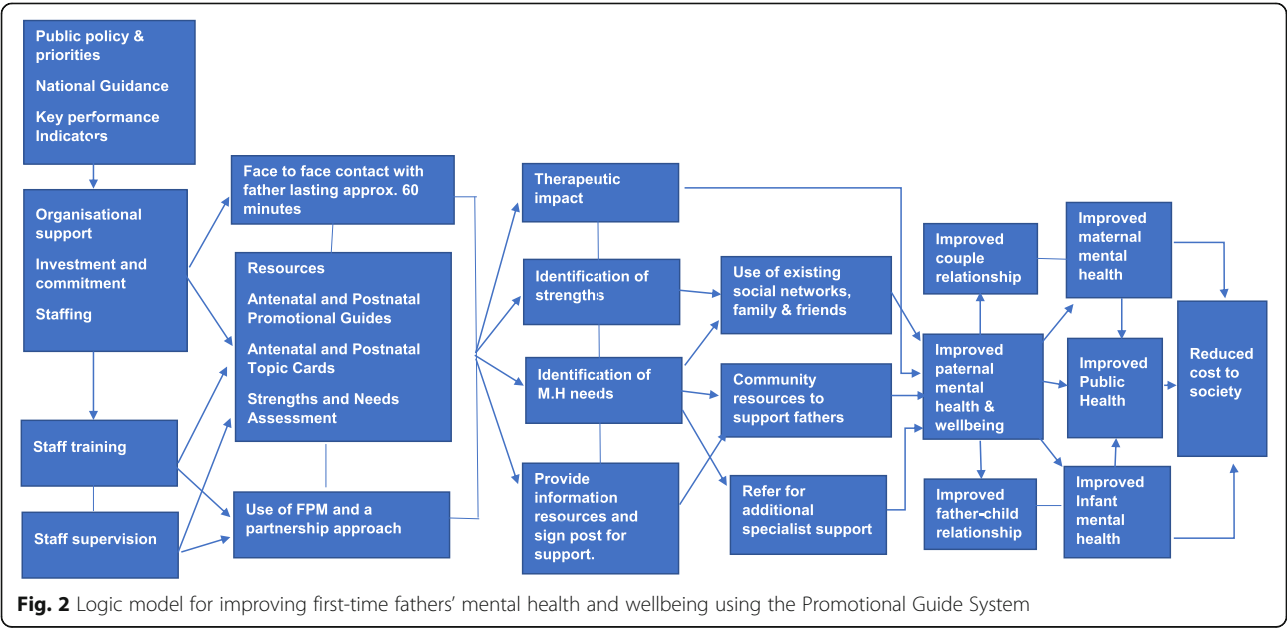 Public policy &
priorities
National Guidance
Key performance
Indicators
Organisational
support
Investment and
commitment
Staffing
Staff training
Staff supervision
Face to face contact with
father lasting approx. 60
minutes
Resources
Antenatal and Postnatal
Promotional Guides
Antenatal and Postnatal
Topic Cards
Strengths and Needs
Assessment
Use of FPM and a
partnership approach
Therapeutic
impact
Identification of
strengths
Identification of
M.H needs
Provide
information
resources and
sign post for
support.
Use of existing
social networks,
family & friends
Community
resources to
support fathers
Refer for
additional
specialist support
Improved
couple
relationship
Improved
paternal
mental
health &
wellbeing
Improved
father-child
relationship
Improved
maternal
mental
health
Improved
Public
Health
Improved
Infant
mental
health
Reduced
cost to
society
Fig. 2 Logic model for improving first-time fathers' mental health and wellbeing using the Promotional Guide System